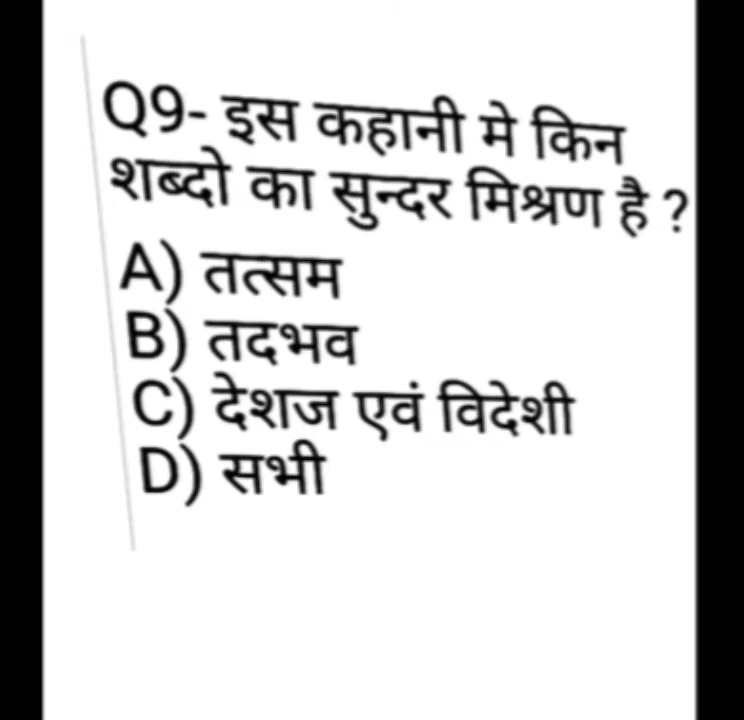 Q9- इस कहानी मे किन
शब्दो का सुन्दर मिश्रण है ?
A) तत्सम
B) तदभव
C) देशज एवं विदेशी
D) सभी